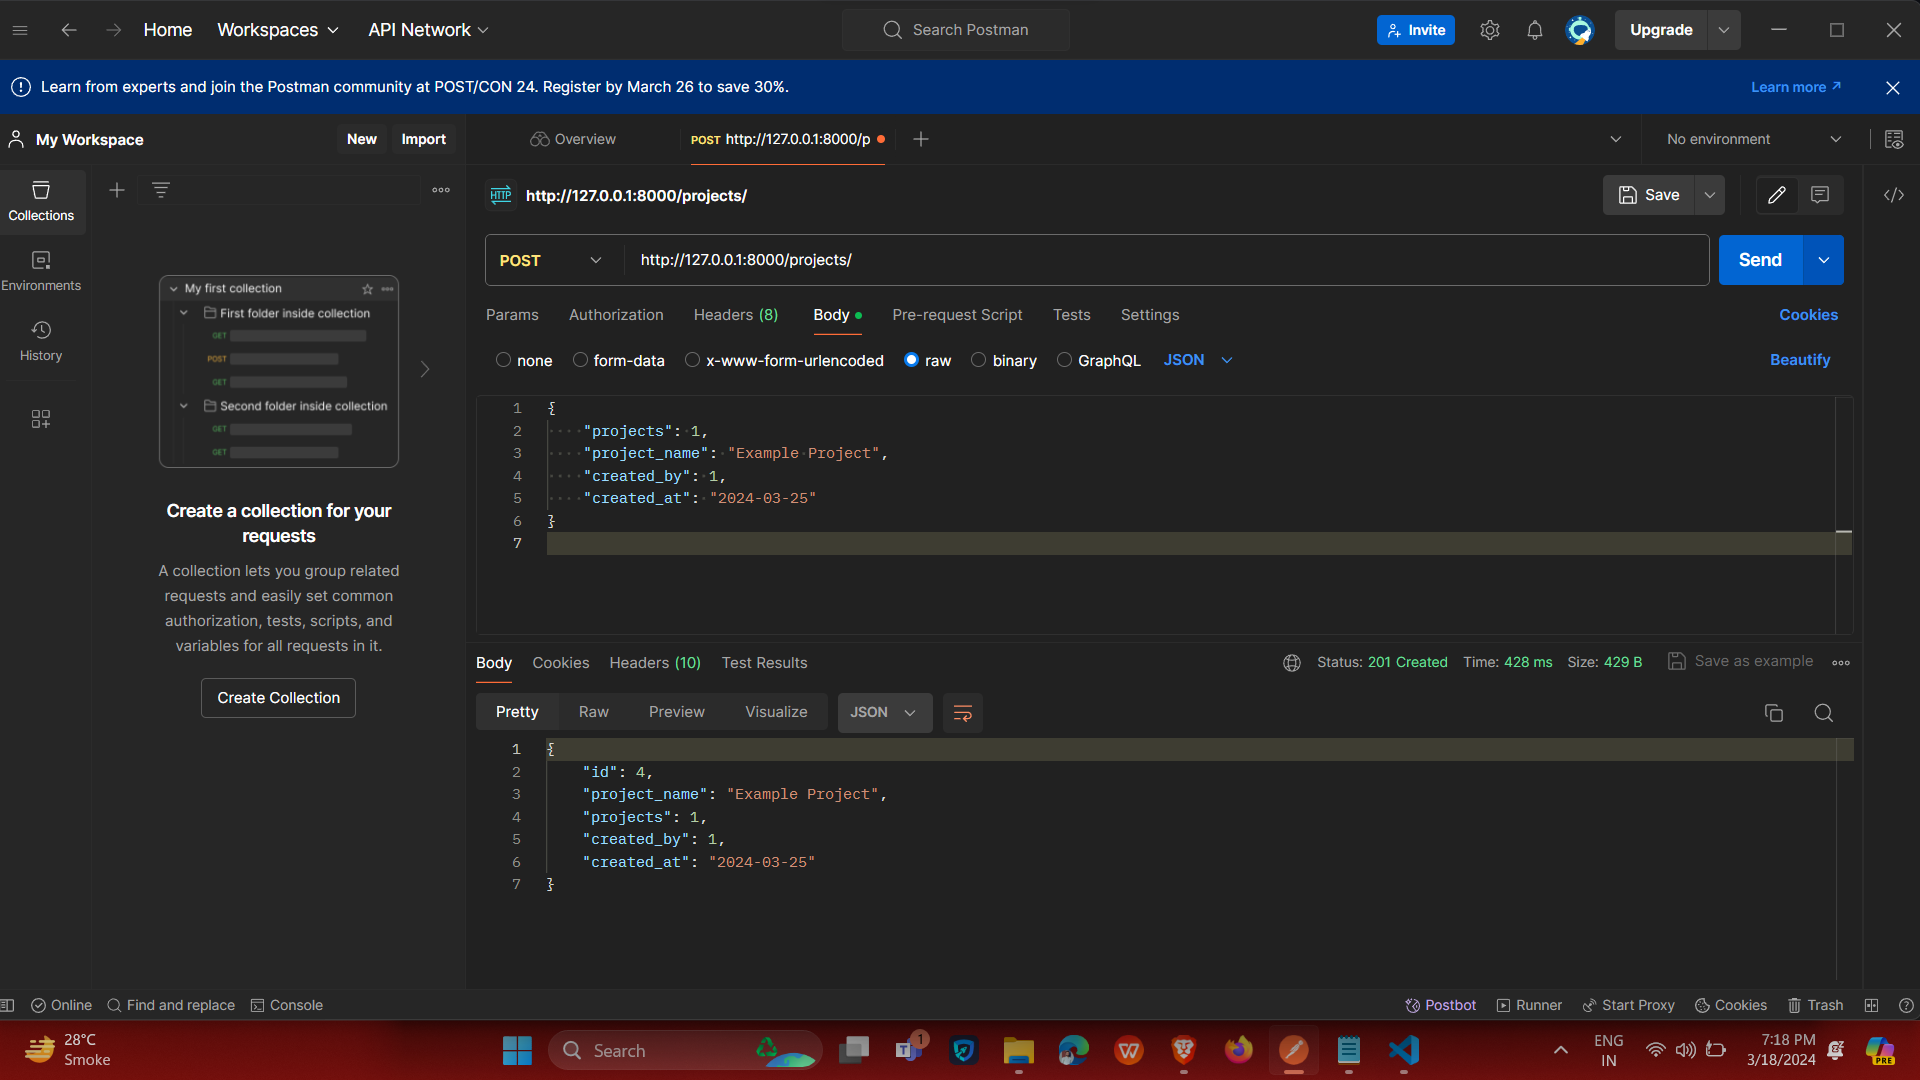 Home Workspaces API Network Search Postman Invite Upgrade
Learn from experts and join the Postman community at POST/CON 24. Register by March 26 to save 30%. Learn more
My Workspace New Import Overview POST http://127.0.0.1:8000/p No environment
Collections
HTTP http://127.0.0.1:8000/projects/ Save
Environments
History
POST http://127.0.0.1:8000/projects/ Send
My first collection
First folder inside collection
GET
POST
GET
Second folder inside collection
GET
GET
Create a collection for your
requests
A collection lets you group related
requests and easily set common
authorization, tests, scripts, and
variables for all requests in it.
Create Collection
Params Authorization Headers (8) Body Pre-request Script Tests Settings Cookies
none form-data x-www-form-urlencoded raw binary GraphQL JSON Beautify
1 {
2 "projects": 1,
3 "project_name": "Example Project",
4 "created_by": 1,
5 "created_at": "2024-03-25"
6 }
7
Body Cookies Headers (10) Test Results Status: 201 Created Time: 428 ms Size: 429 B Save as example
Pretty Raw Preview Visualize JSON
1 {
2 "id": 4,
3 "project_name": "Example Project",
4 "projects": 1,
5 "created_by": 1,
6 "created_at": "2024-03-25"
7 }
Online Find and replace Console Postbot Runner Start Proxy Cookies Trash
28°C
Smoke
Search
1
ENG
IN
7:18 PM
3/18/2024
PRE